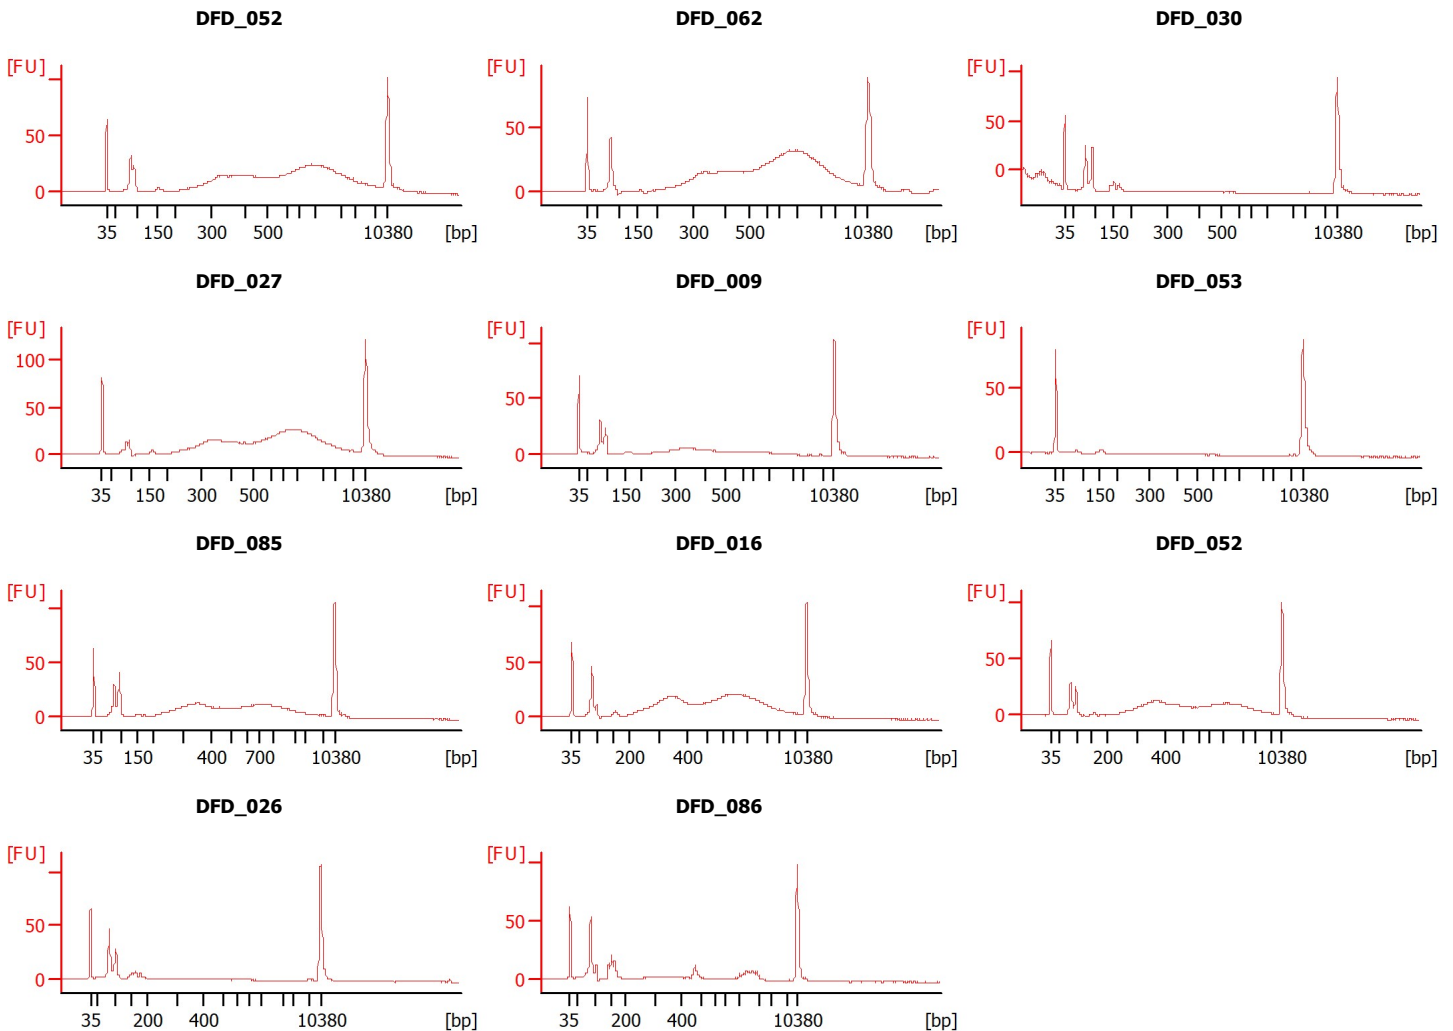 DFD_052 DFD_062 DFD_030
[FU] [FU] [FU]
50 50 50
0 0 0
35 150 300 500 10380 [bp] 35 150 300 500 10380 [bp] 35 150 300 500 10380 [bp]
DFD_027 DFD_009 DFD_053
[FU] [FU] [FU]
100
50 50 50
0 0 0
35 150 300 500 10380 [bp] 35 150 300 500 10380 [bp] 35 150 300 500 10380 [bp]
DFD_085 DFD_016 DFD_052
[FU] [FU] [FU]
50 50 50
0 0 0
35 150 400 700 10380 [bp] 35 200 400 10380 [bp] 35 200 400 10380 [bp]
DFD_026 DFD_086
[FU] [FU]
50 50
0 0
35 200 400 10380 [bp] 35 200 400 10380 [bp]